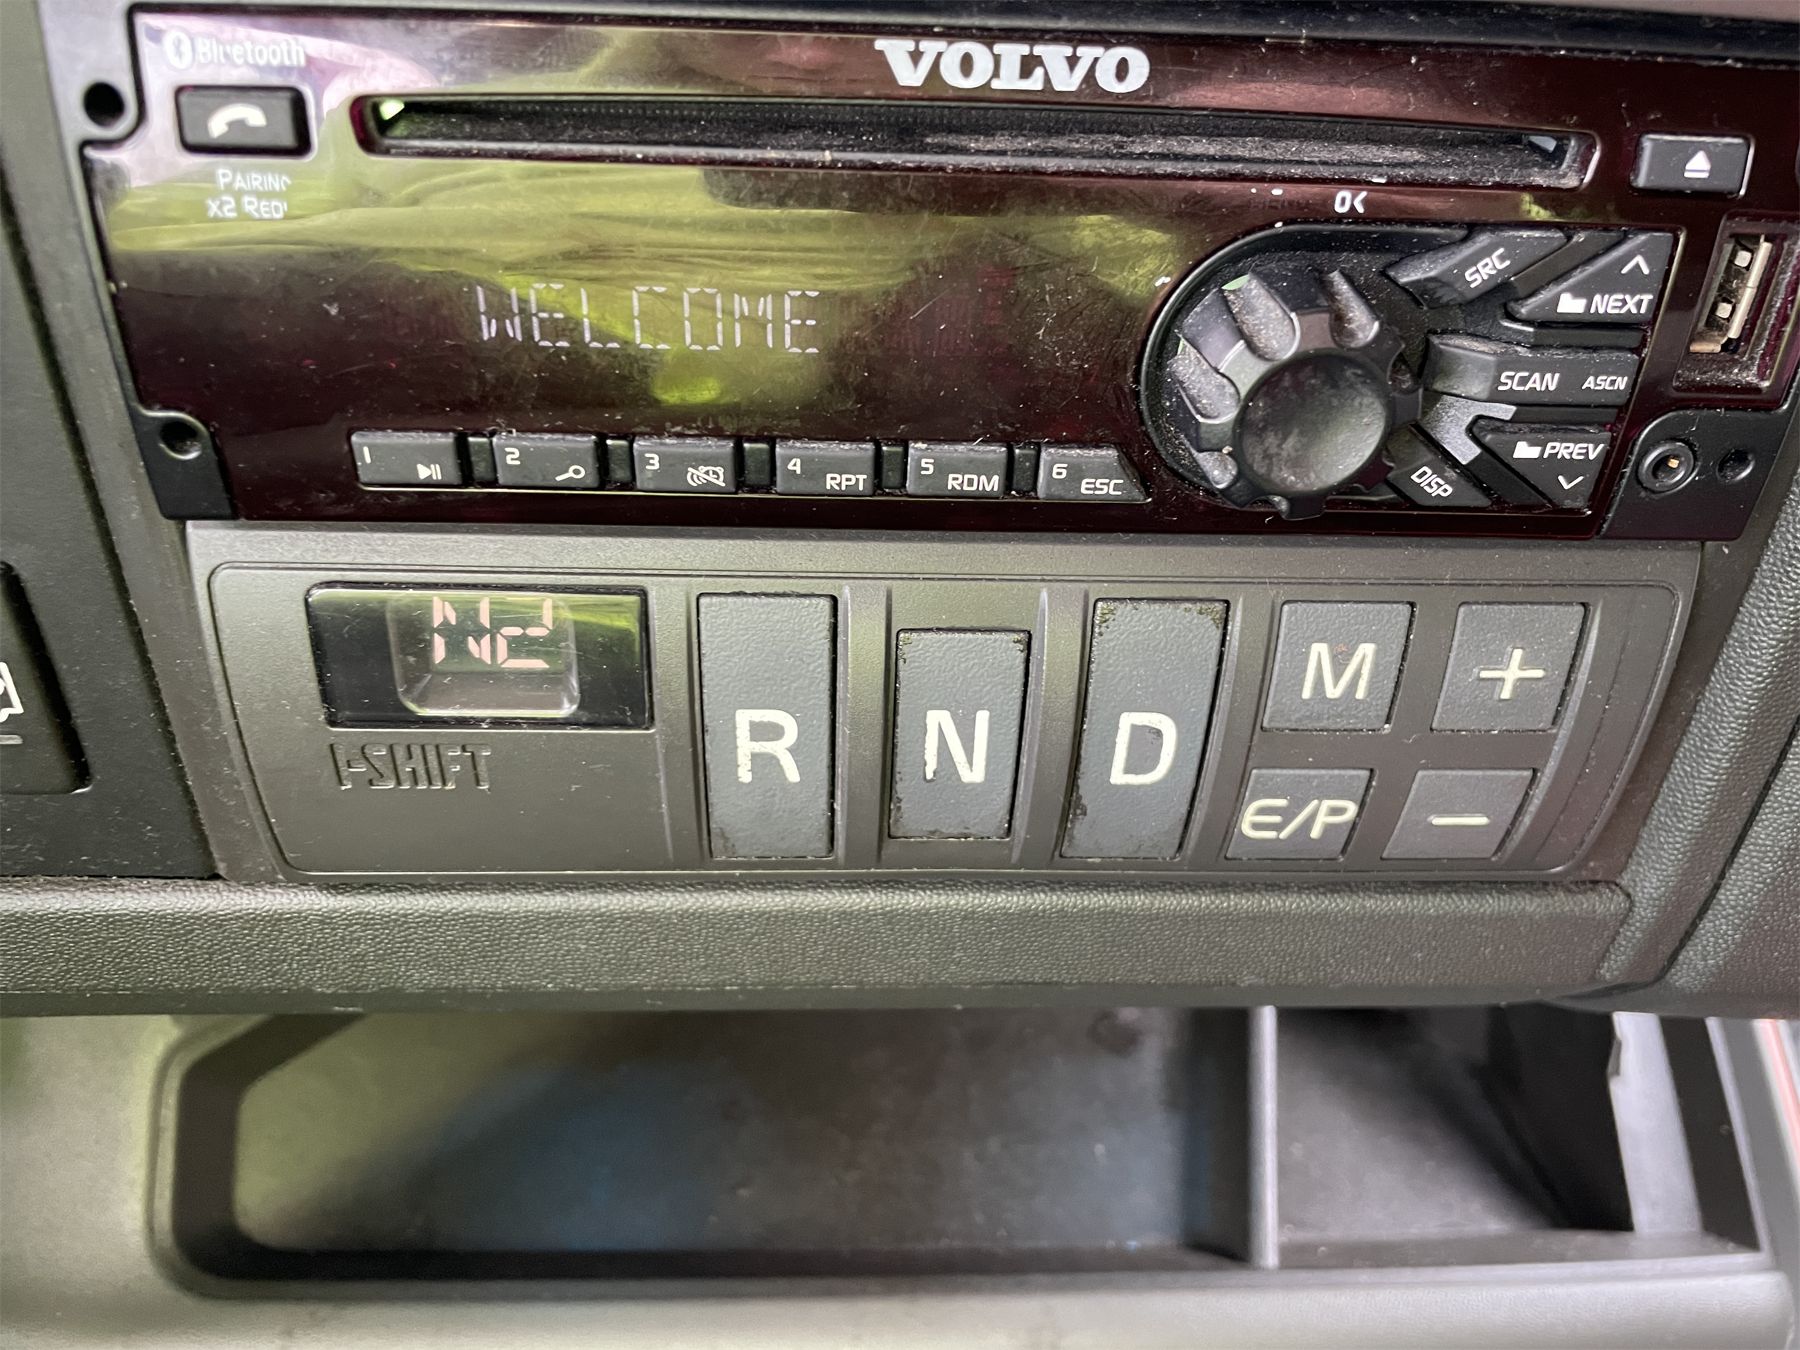 Bluetooth
VOLVO
PAIRING
X2 REDI
OK
SRC
NEXT
WELCOME
SCAN ASCN
PREV
1 2 3 4 RPT 5 RDM 6 ESC
DISP
N2
I-SHIFT
R N D M +
E/P −